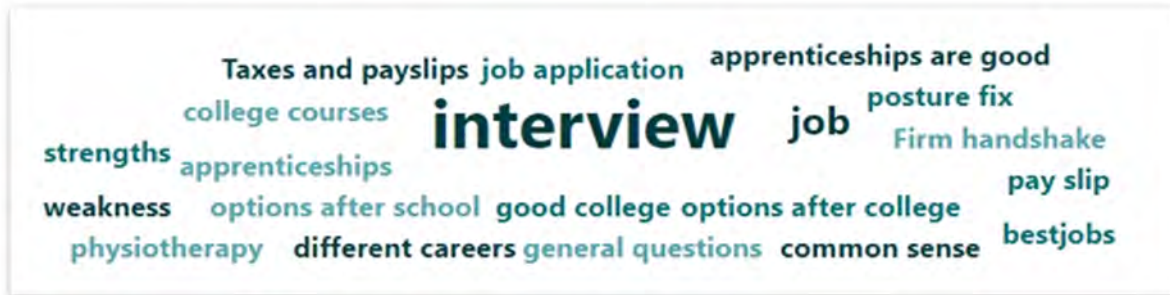 Taxes and payslips job application apprenticeships are good
college courses interview job posture fix
strengths apprenticeships Firm handshake
pay slip
weakness options after school good college options after college
physiotherapy different careers general questions common sense bestjobs